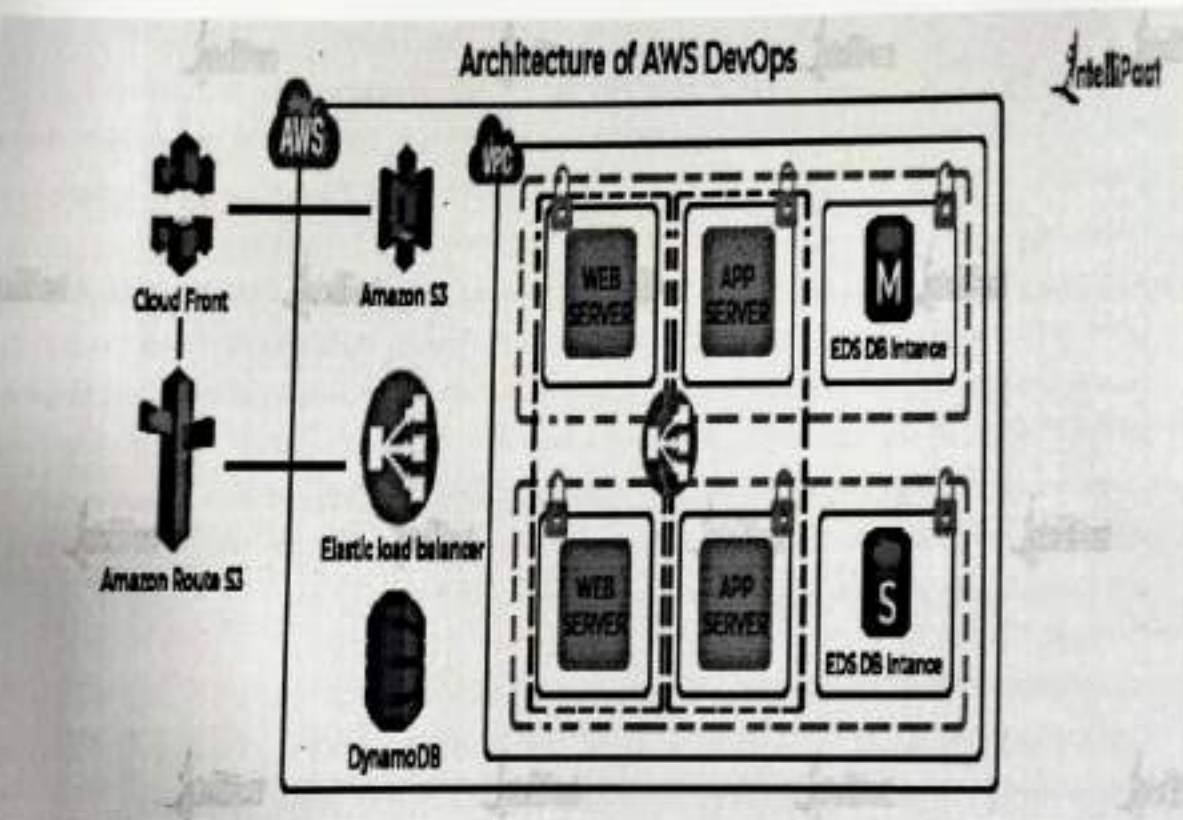 Architecture of AWS DevOps
IntelliPaat
AWS
VPC
Cloud Front
Amazon S3
WEB
SERVER
APP
SERVER
M
EDS DB Intance
Amazon Route S3
Elastic load balancer
DynamoDB
WEB
SERVER
APP
SERVER
S
EDS DB Intance